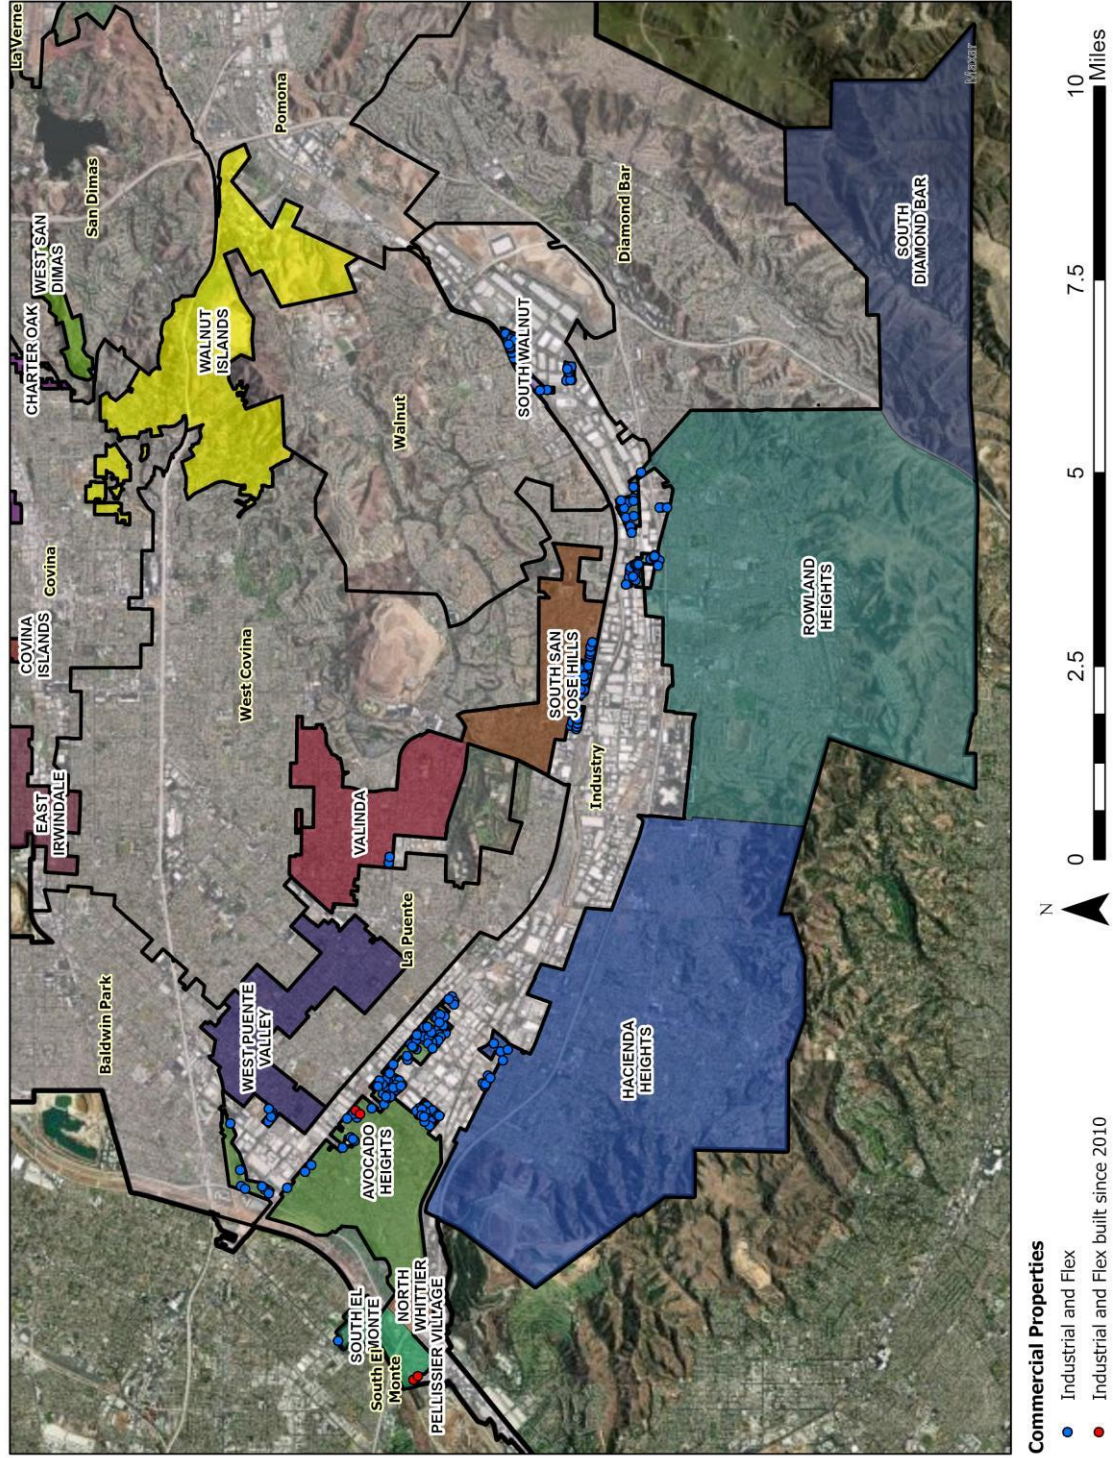 La Verne
San Dimas
WEST SAN
DIMAS
CHARTER OAK
Covina
COVINA
ISLANDS
EAST
IRWINDALE
Baldwin Park
Pomona
WALNUT
ISLANDS
West Covina
WEST PUENTE
VALLEY
Walnut
VALINDA
La Puente
AVOCADO
HEIGHTS
SOUTH EL
MONTE
South El
Monte
NORTH
WHITTIER
PELLISSIER VILLAGE
SOUTH WALNUT
SOUTH SAN
JOSE HILLS
Industry
Diamond Bar
HACIENDA
HEIGHTS
ROWLAND
HEIGHTS
SOUTH
DIAMOND BAR
Maxar
Commercial Properties
Industrial and Flex
Industrial and Flex built since 2010
N
0 2.5 5 7.5 10
Miles